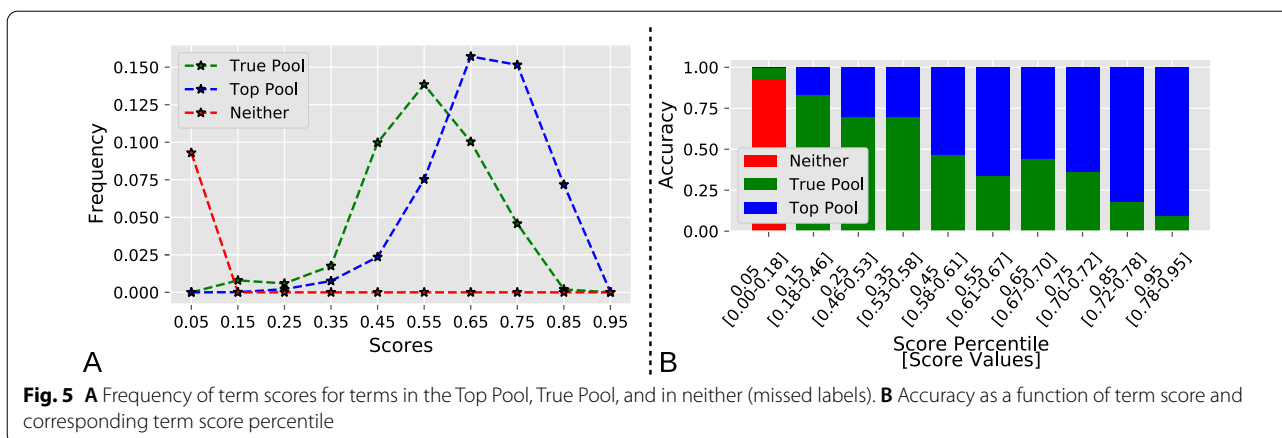 0.150
0.125
0.100
0.075
0.050
0.025
0.000
Frequency
True Pool
Top Pool
Neither
0.05 0.15 0.25 0.35 0.45 0.55 0.65 0.75 0.85 0.95
Scores
A
1.00
0.75
0.50
0.25
0.00
Accuracy
Neither
True Pool
Top Pool
0.05
[0.00-0.18]
0.15
[0.18-0.46]
0.25
[0.46-0.53]
0.35
[0.53-0.58]
0.45
[0.58-0.61]
0.55
[0.61-0.67]
0.65
[0.67-0.70]
0.75
[0.70-0.72]
0.85
[0.72-0.78]
0.95
[0.78-0.95]
Score Percentile
[Score Values]
B
Fig. 5 A Frequency of term scores for terms in the Top Pool, True Pool, and in neither (missed labels). B Accuracy as a function of term score and
corresponding term score percentile